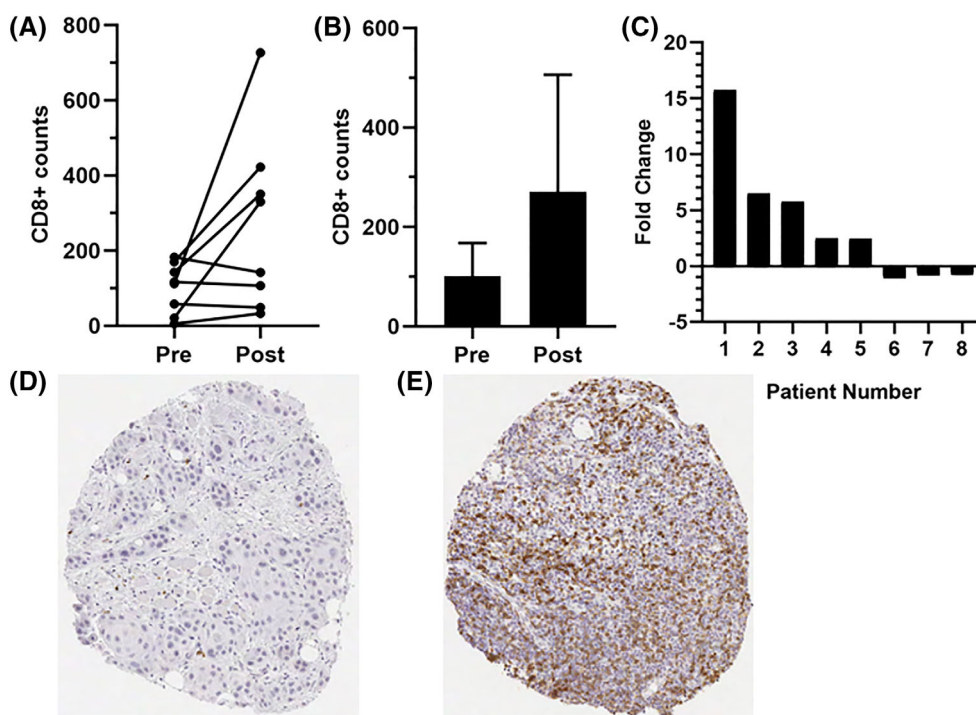 (A)
CD8+ counts
800
600
400
200
0
Pre Post
(B)
CD8+ counts
600
400
200
0
Pre Post
(C)
Fold Change
20
15
10
5
0
-5
1 2 3 4 5 6 7 8
Patient Number
(D)
(E)